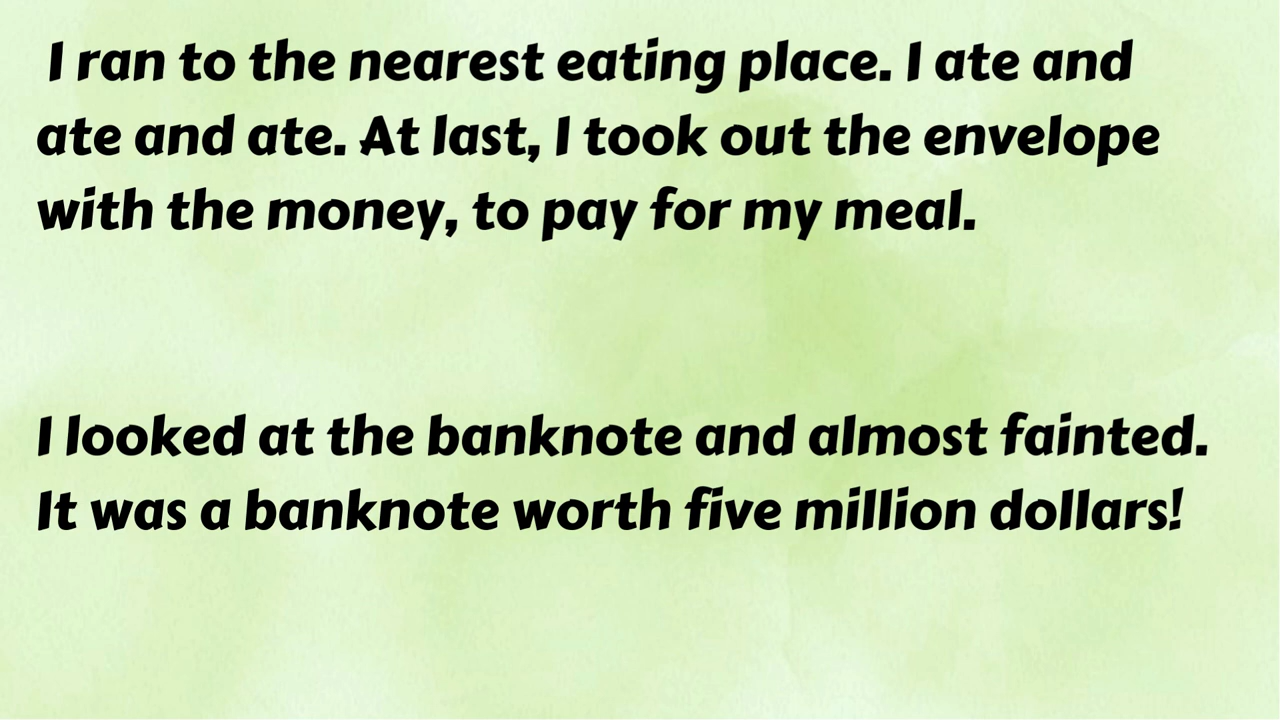 I ran to the nearest eating place. I ate and
ate and ate. At last, I took out the envelope
with the money, to pay for my meal.
I looked at the banknote and almost fainted.
It was a banknote worth five million dollars!